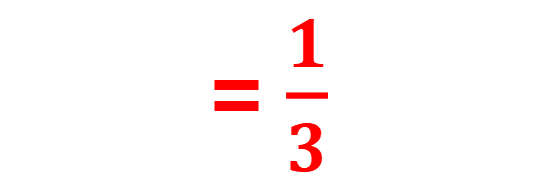 = 1/3